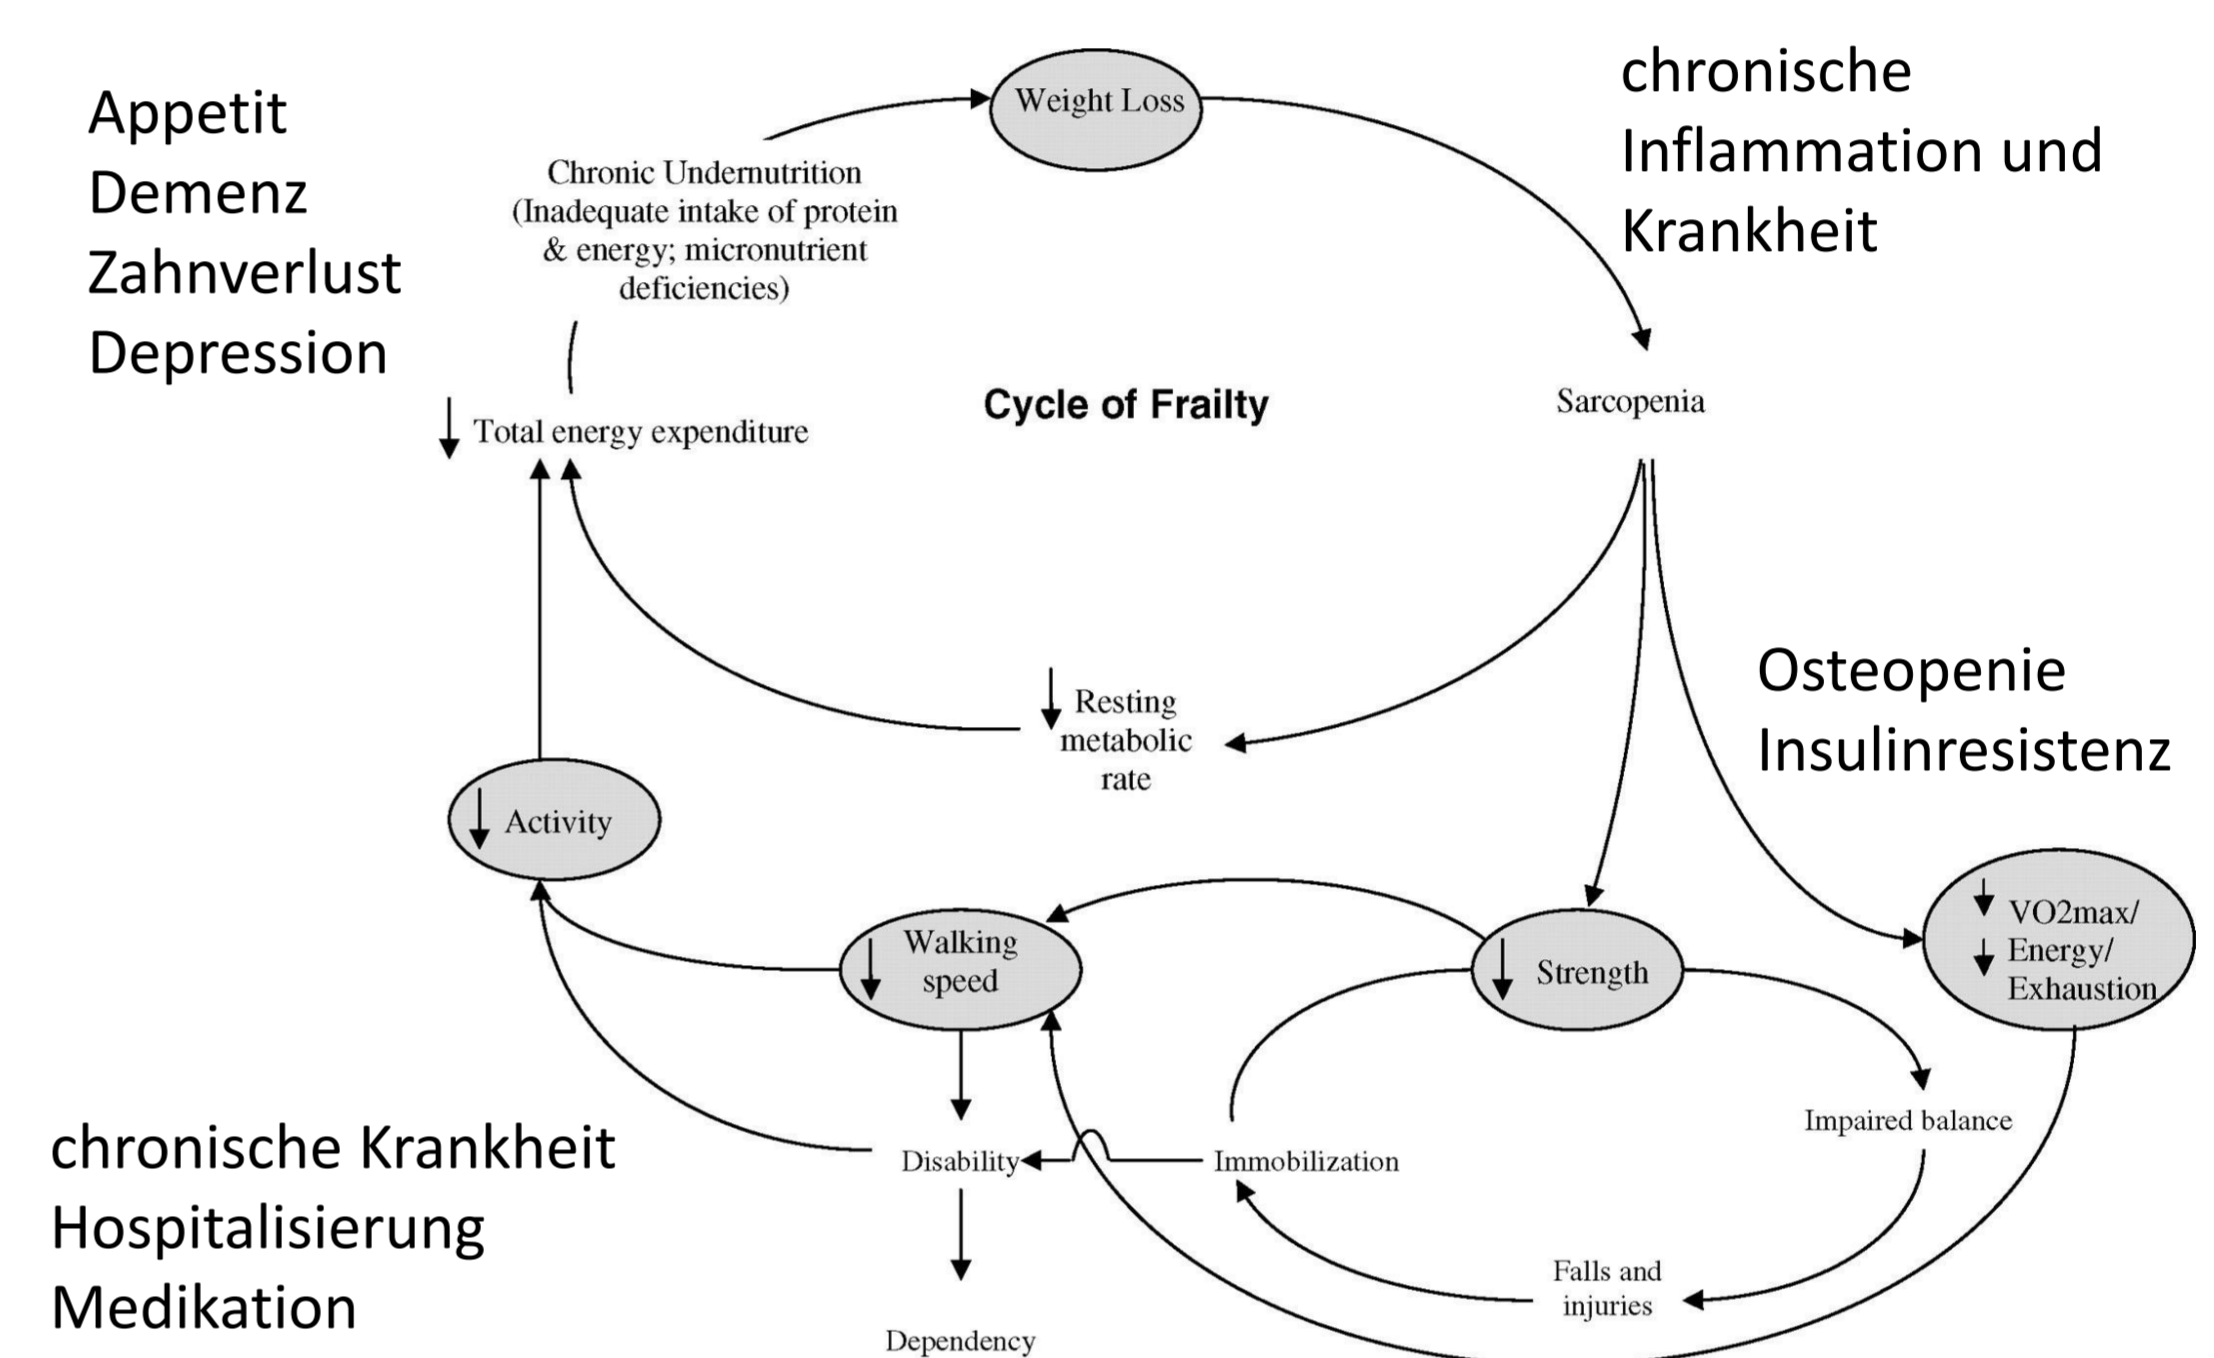 Appetit
Demenz
Zahnverlust
Depression
Weight Loss
chronische
Inflammation und
Krankheit
Chronic Undernutrition
(Inadequate intake of protein
& energy; micronutrient
deficiencies)
Total energy expenditure
Cycle of Frailty
Sarcopenia
Resting
metabolic
rate
Osteopenie
Insulinresistenz
Activity
Walking
speed
Strength
VO2max/
Energy/
Exhaustion
chronische Krankheit
Hospitalisierung
Medikation
Disability
Immobilization
Impaired balance
Falls and
injuries
Dependency